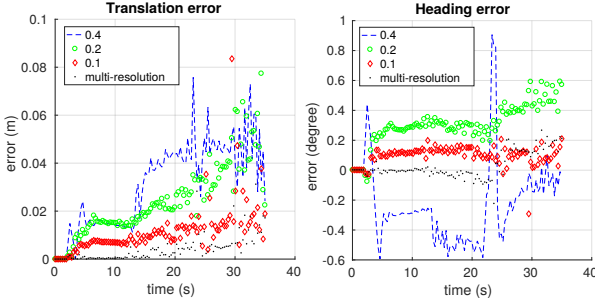 Translation error
0.1
0.08
0.06
0.04
0.02
0
error (m)
0.4
0.2
0.1
multi-resolution
0 10 20 30 40
time (s)
Heading error
1
0.8
0.6
0.4
0.2
0
-0.2
-0.4
-0.6
error (degree)
0.4
0.2
0.1
multi-resolution
0 10 20 30 40
time (s)